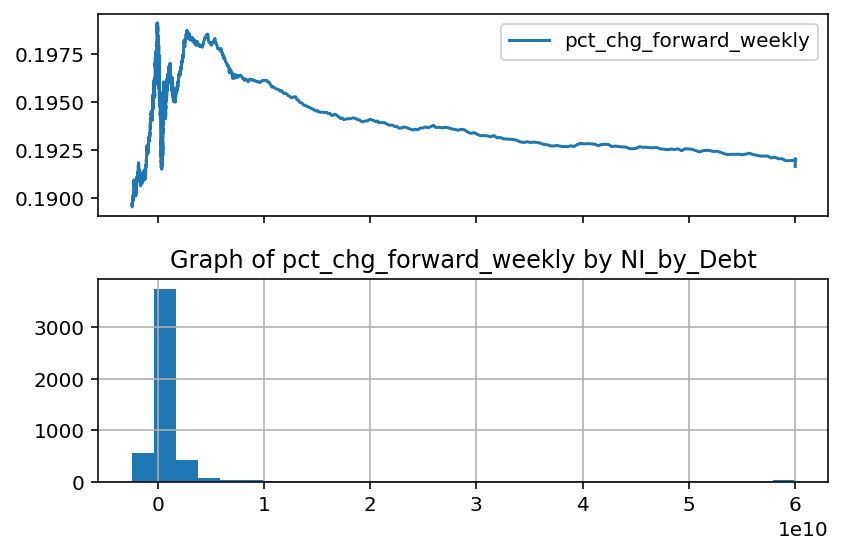 pct_chg_forward_weekly
0.1975
0.1950
0.1925
0.1900
Graph of pct_chg_forward_weekly by NI_by_Debt
3000
2000
1000
0
0 1 2 3 4 5 6
1e10